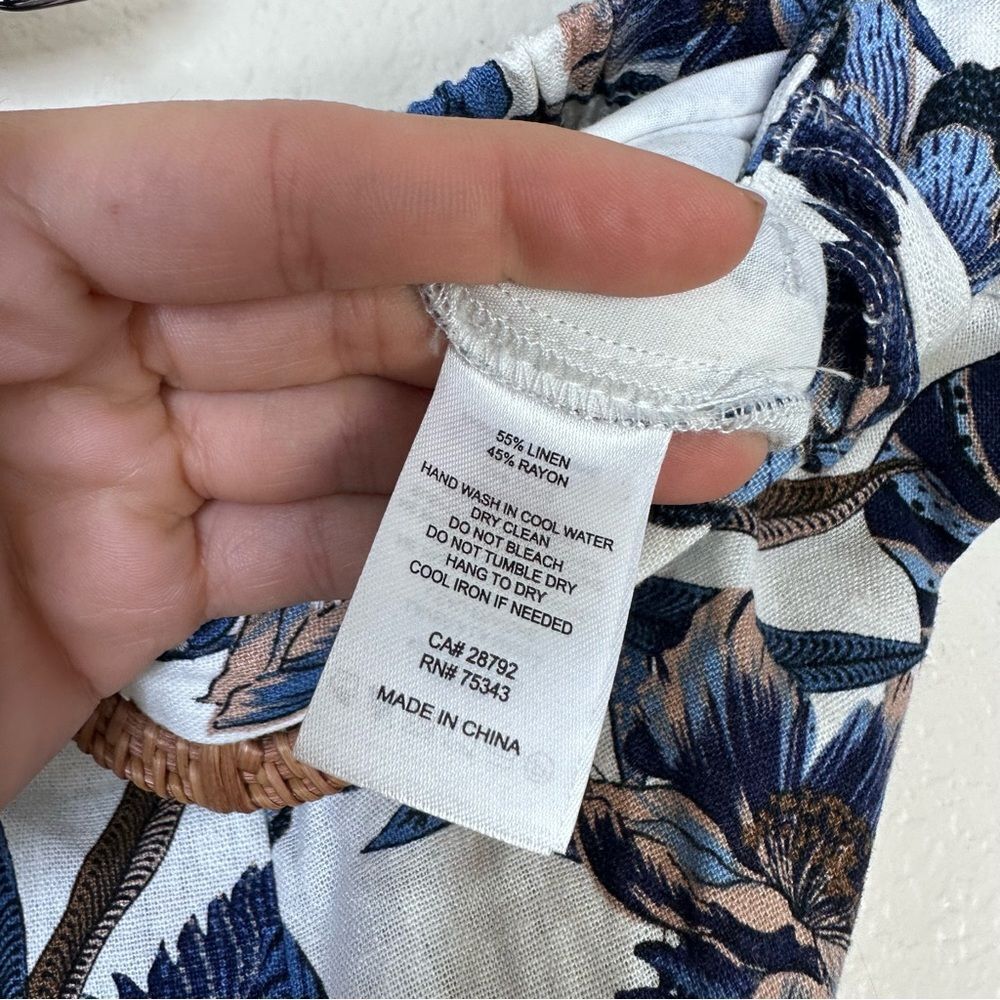 55% LINEN
45% RAYON
HAND WASH IN COOL WATER
DRY CLEAN
DO NOT BLEACH
DO NOT TUMBLE DRY
HANG TO DRY
COOL IRON IF NEEDED
CA# 28792
RN# 75343
MADE IN CHINA